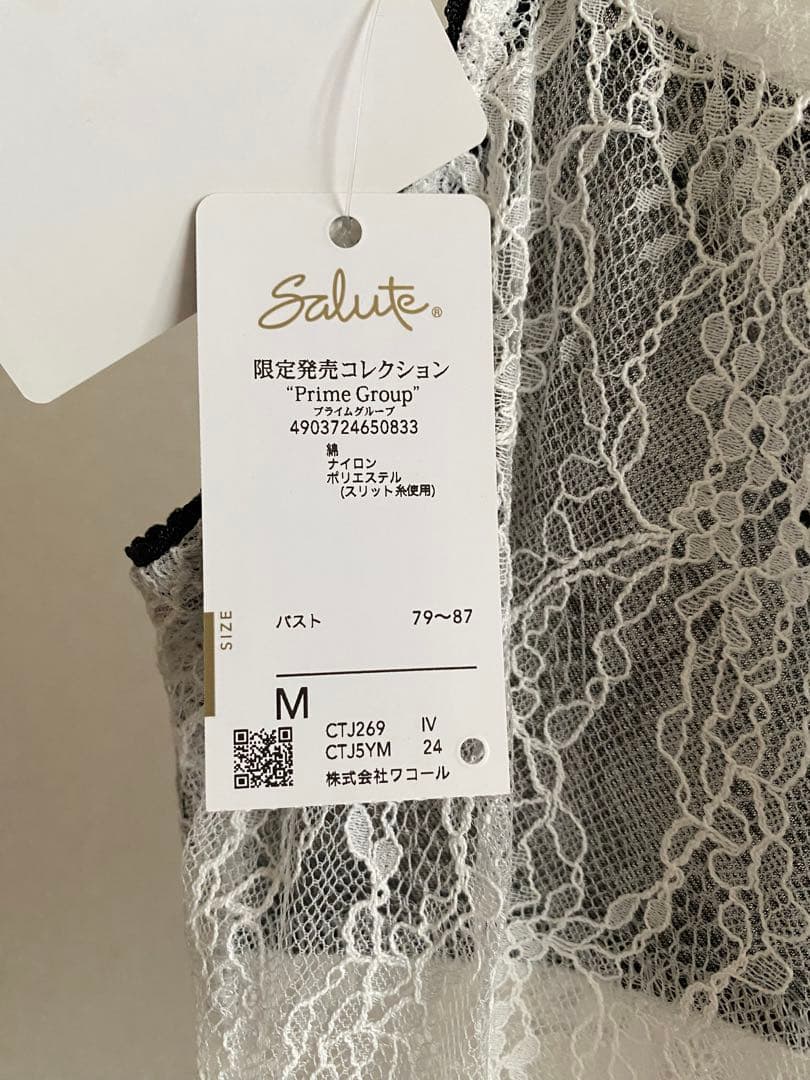 Salute®
限定発売コレクション
“Prime Group”
プライムグループ
4903724650833
綿
ナイロン
ポリエステル
(スリット糸使用)
SIZE
バスト 79〜87
M
CTJ269 IV
CTJ5YM 24
株式会社ワコール